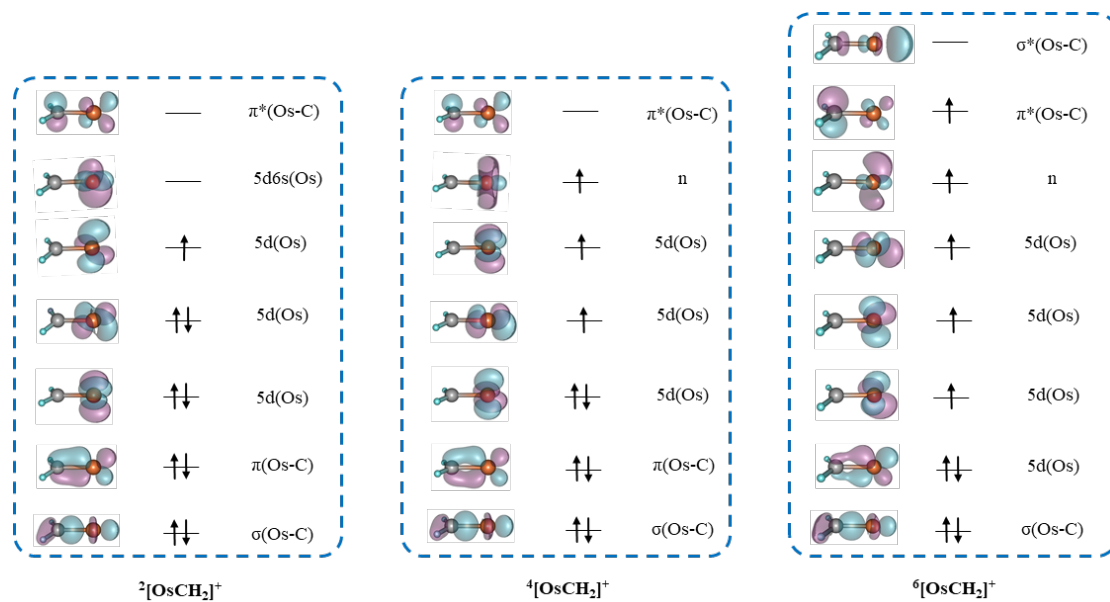 π*(Os-C)
5d6s(Os)
5d(Os)
5d(Os)
5d(Os)
π(Os-C)
σ(Os-C)
²[OsCH₂]⁺
π*(Os-C)
n
5d(Os)
5d(Os)
5d(Os)
π(Os-C)
σ(Os-C)
⁴[OsCH₂]⁺
σ*(Os-C)
π*(Os-C)
n
5d(Os)
5d(Os)
5d(Os)
5d(Os)
σ(Os-C)
⁶[OsCH₂]⁺